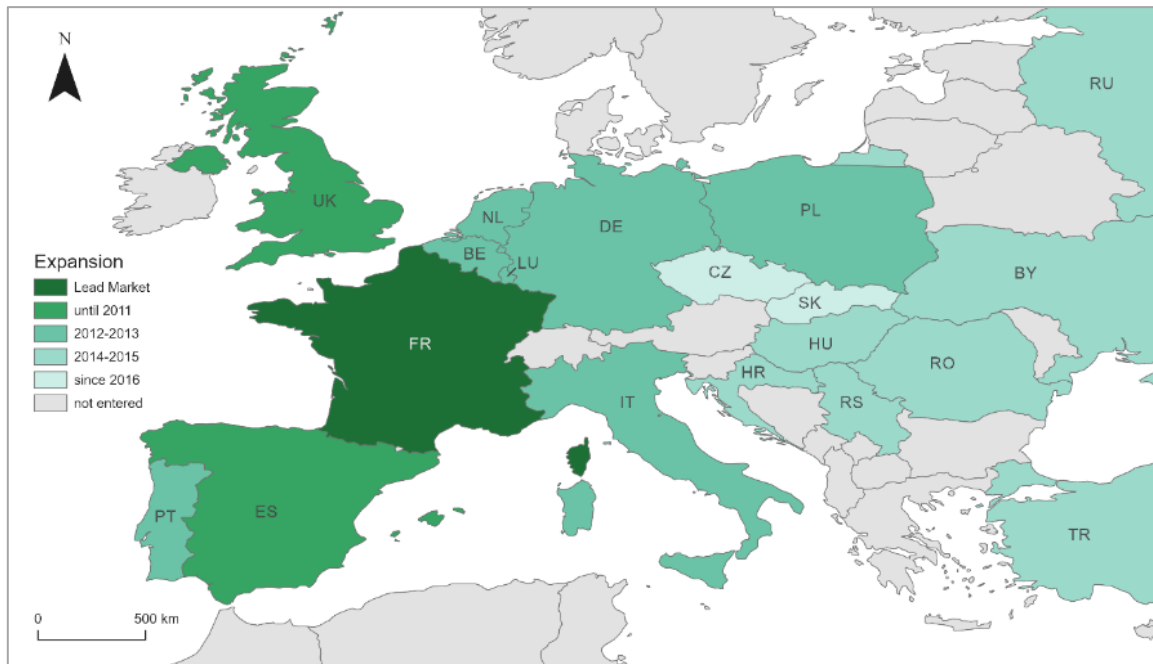 N
RU
UK
NL
DE
PL
BE
LU
CZ
BY
SK
Expansion
Lead Market
until 2011
2012-2013
2014-2015
since 2016
not entered
FR
HU
RO
HR
IT
RS
PT
ES
TR
0 500 km